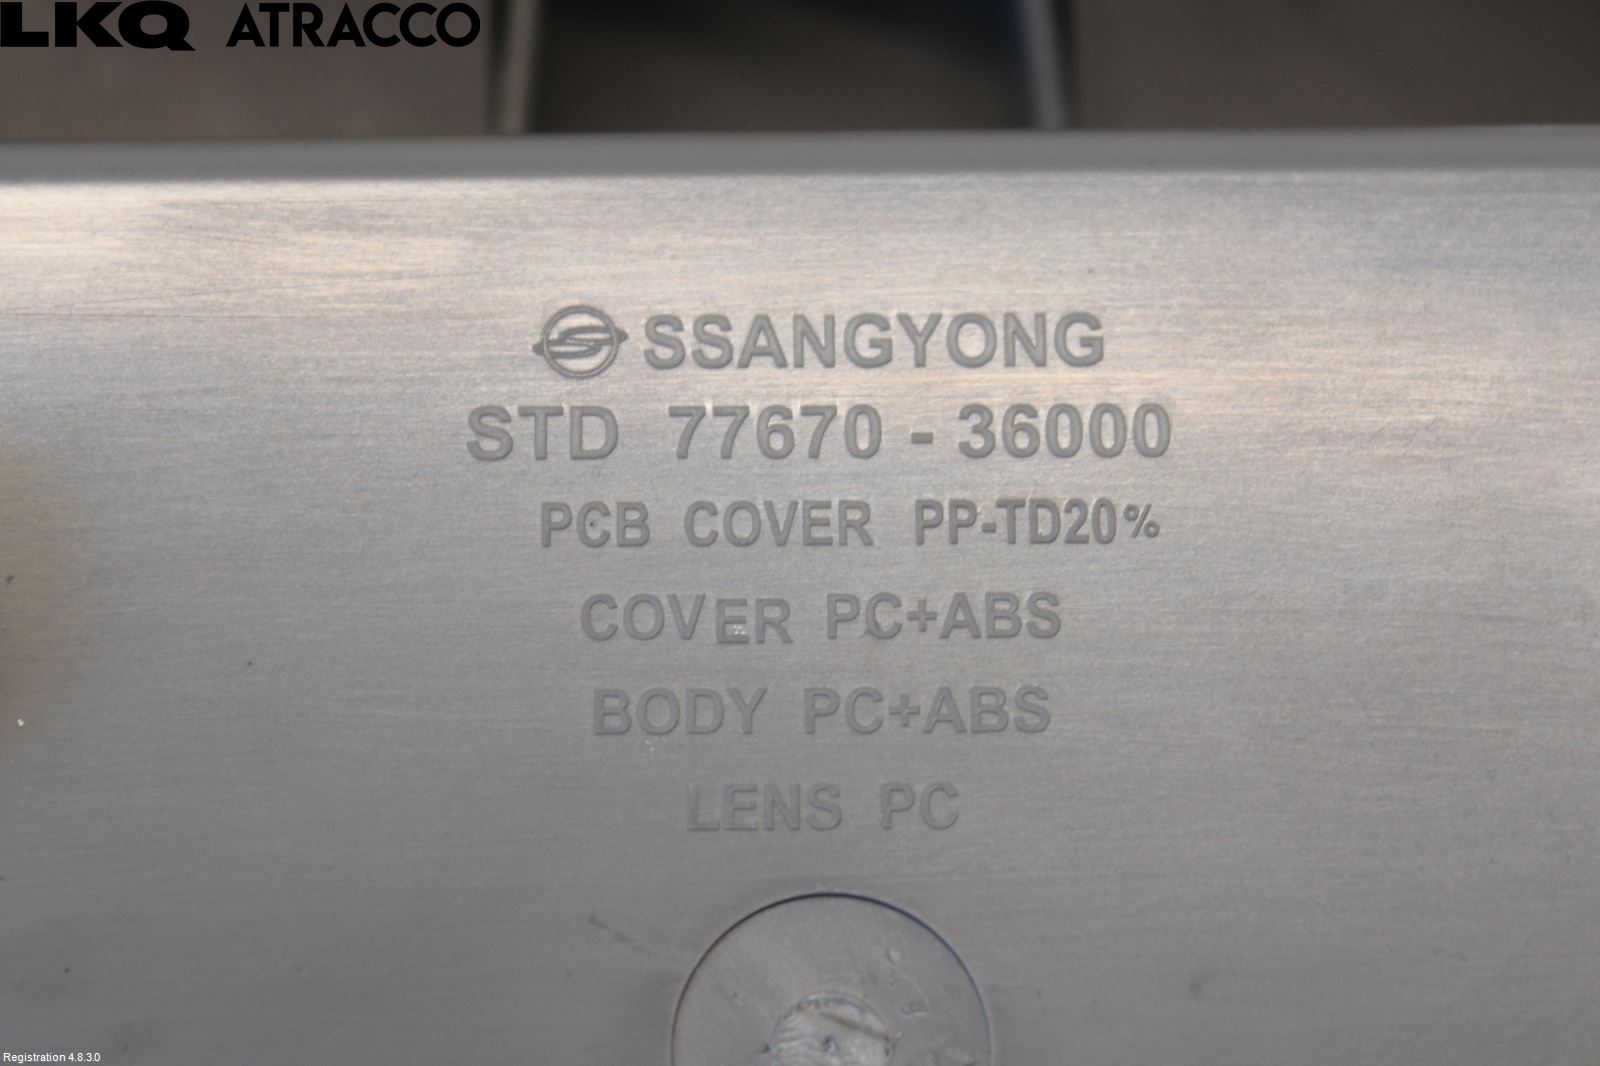 LKQ ATRACCO
SSANGYONG
STD 77670 - 36000
PCB COVER PP-TD20%
COVER PC+ABS
BODY PC+ABS
LENS PC
Registration 4.8.3.0